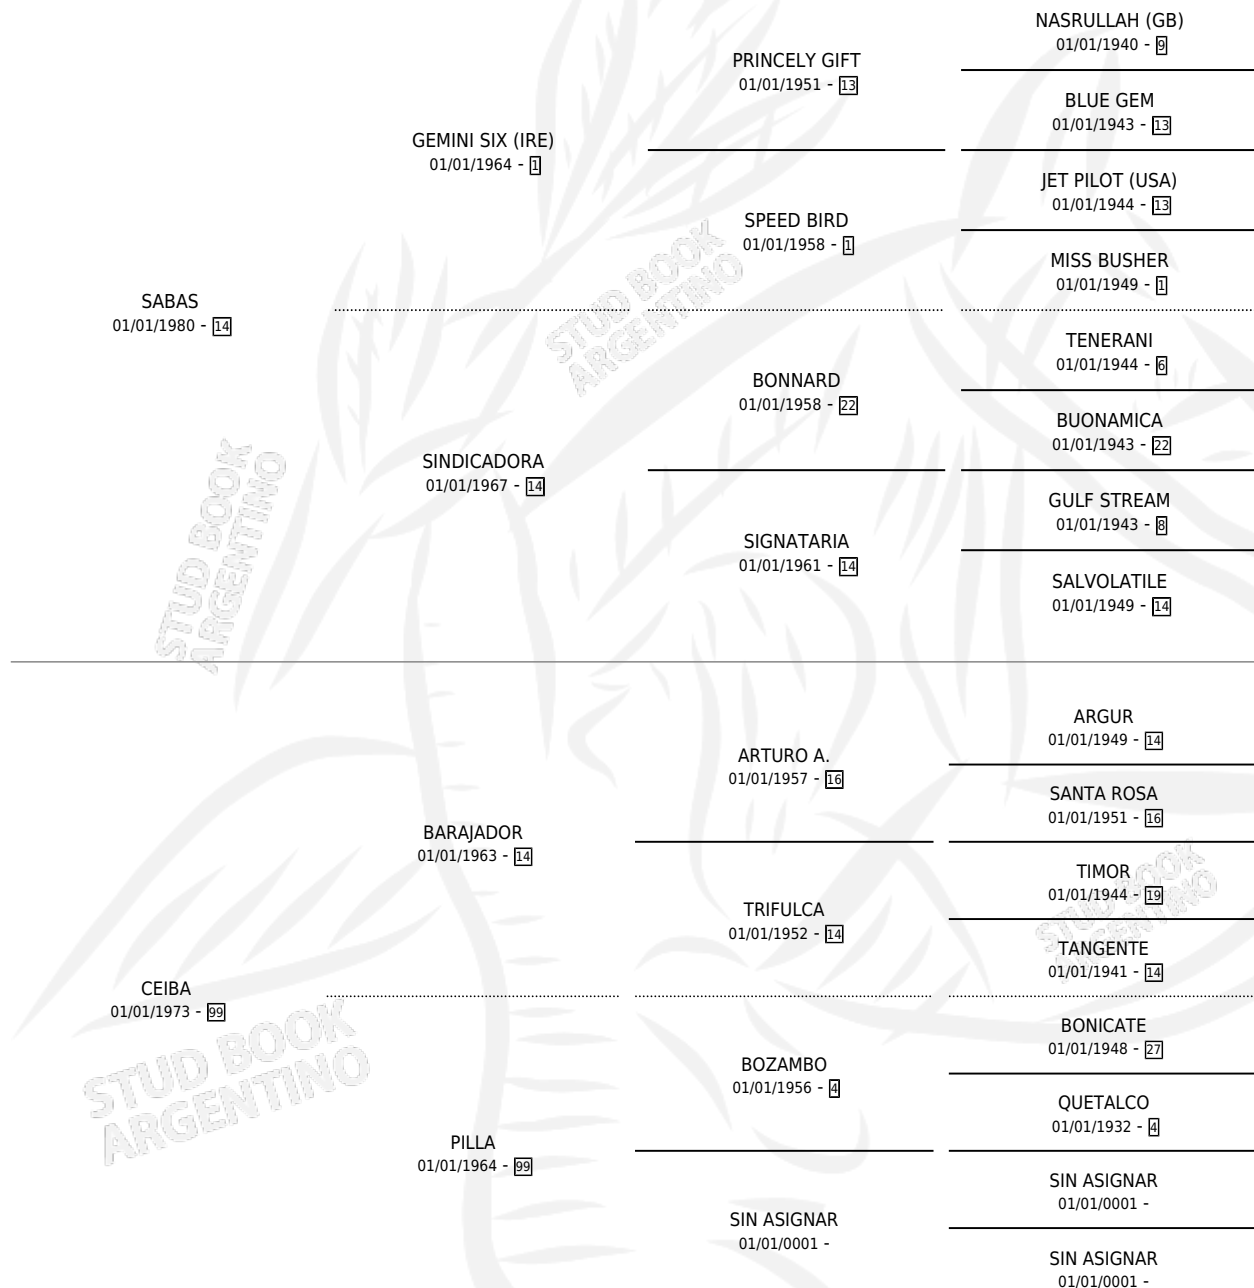 NASRULLAH (GB)
01/01/1940 - 9
PRINCELY GIFT
01/01/1951 - 13
BLUE GEM
01/01/1943 - 13
GEMINI SIX (IRE)
01/01/1964 - 1
JET PILOT (USA)
01/01/1944 - 13
SPEED BIRD
01/01/1958 - 1
MISS BUSHER
01/01/1949 - 1
SABAS
01/01/1980 - 14
TENERANI
01/01/1944 - 6
BONNARD
01/01/1958 - 22
BUONAMICA
01/01/1943 - 22
SINDICADORA
01/01/1967 - 14
GULF STREAM
01/01/1943 - 8
SIGNATARIA
01/01/1961 - 14
SALVOLATILE
01/01/1949 - 14
ARGUR
01/01/1949 - 14
ARTURO A.
01/01/1957 - 16
SANTA ROSA
01/01/1951 - 16
BARAJADOR
01/01/1963 - 14
TIMOR
01/01/1944 - 19
TRIFULCA
01/01/1952 - 14
TANGENTE
01/01/1941 - 14
CEIBA
01/01/1973 - 99
BONICATE
01/01/1948 - 27
BOZAMBO
01/01/1956 - 4
QUETALCO
01/01/1932 - 4
PILLA
01/01/1964 - 99
SIN ASIGNAR
01/01/0001 -
SIN ASIGNAR
01/01/0001 -
SIN ASIGNAR
01/01/0001 -
STUD BOOK
ARGENTINO
STUD BOOK
ARGENTINO
STUD BOOK
ARGENTINO
STUD BOOK
ARGENTINO